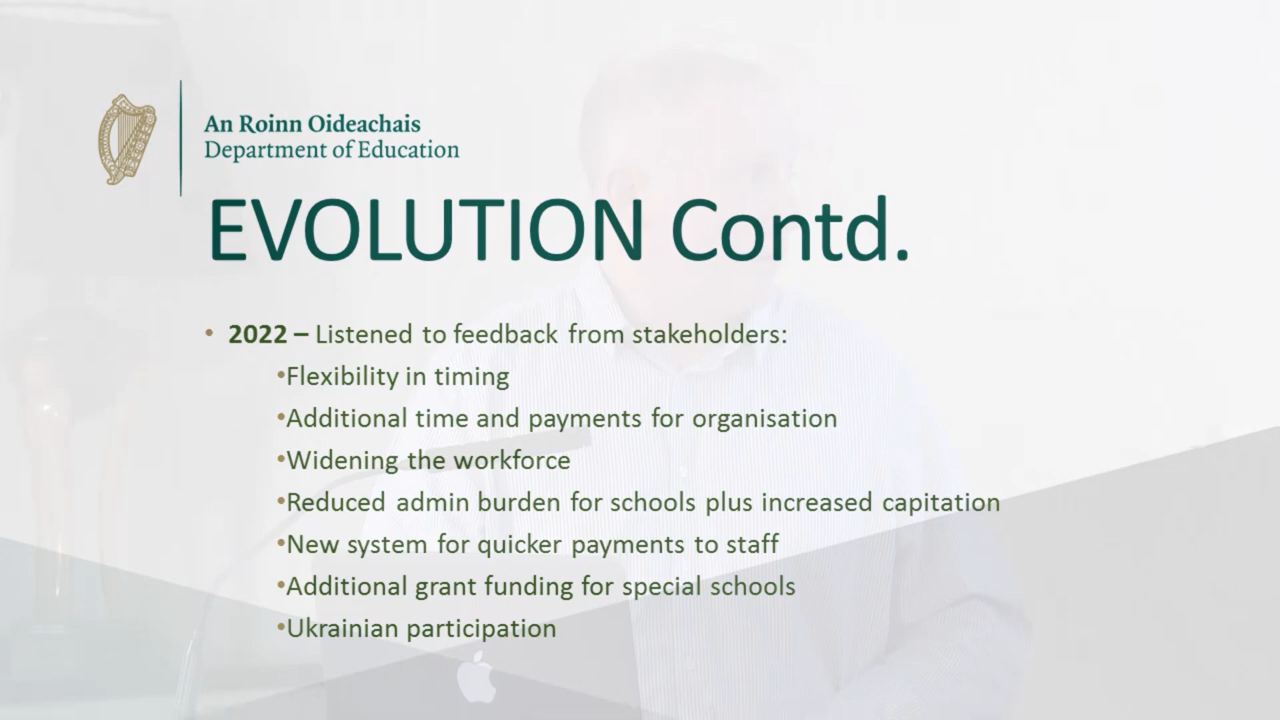 An Roinn Oideachais
Department of Education
EVOLUTION Contd.
• 2022 – Listened to feedback from stakeholders:
•Flexibility in timing
•Additional time and payments for organisation
•Widening the workforce
•Reduced admin burden for schools plus increased capitation
•New system for quicker payments to staff
•Additional grant funding for special schools
•Ukrainian participation